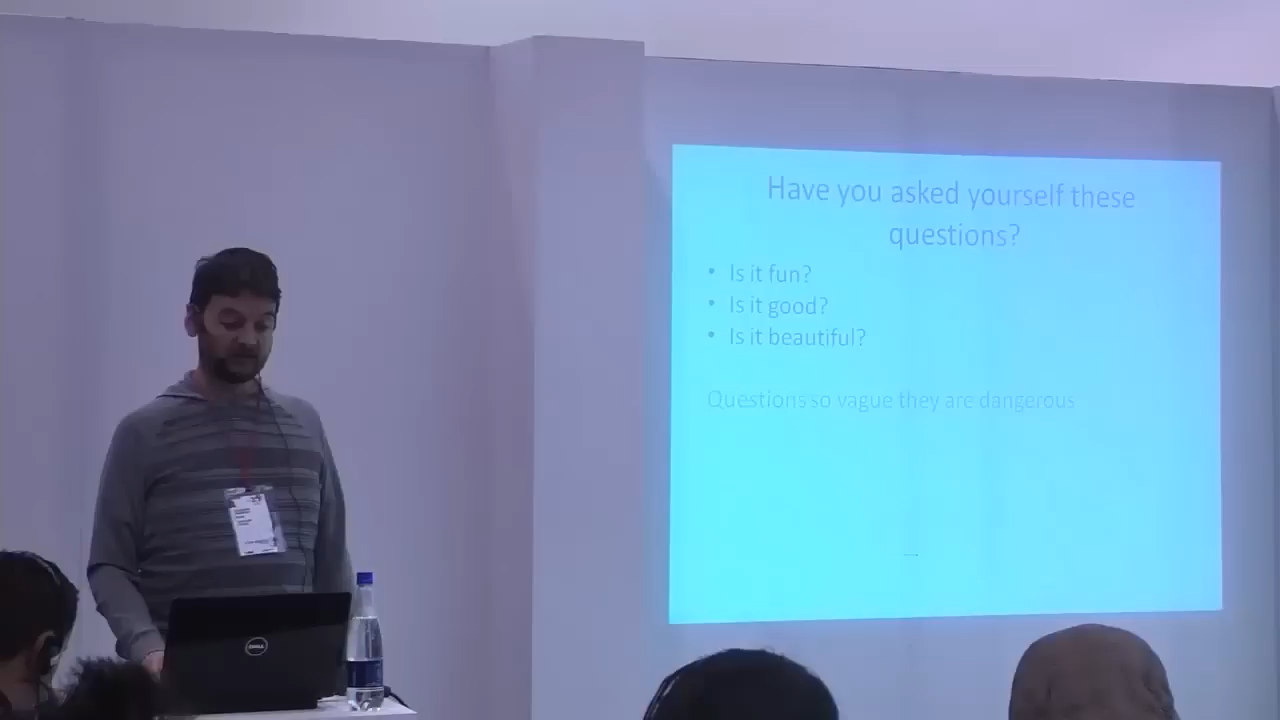 Have you asked yourself these
questions?
• Is it fun?
• Is it good?
• Is it beautiful?
Questions so vague they are dangerous
DELL